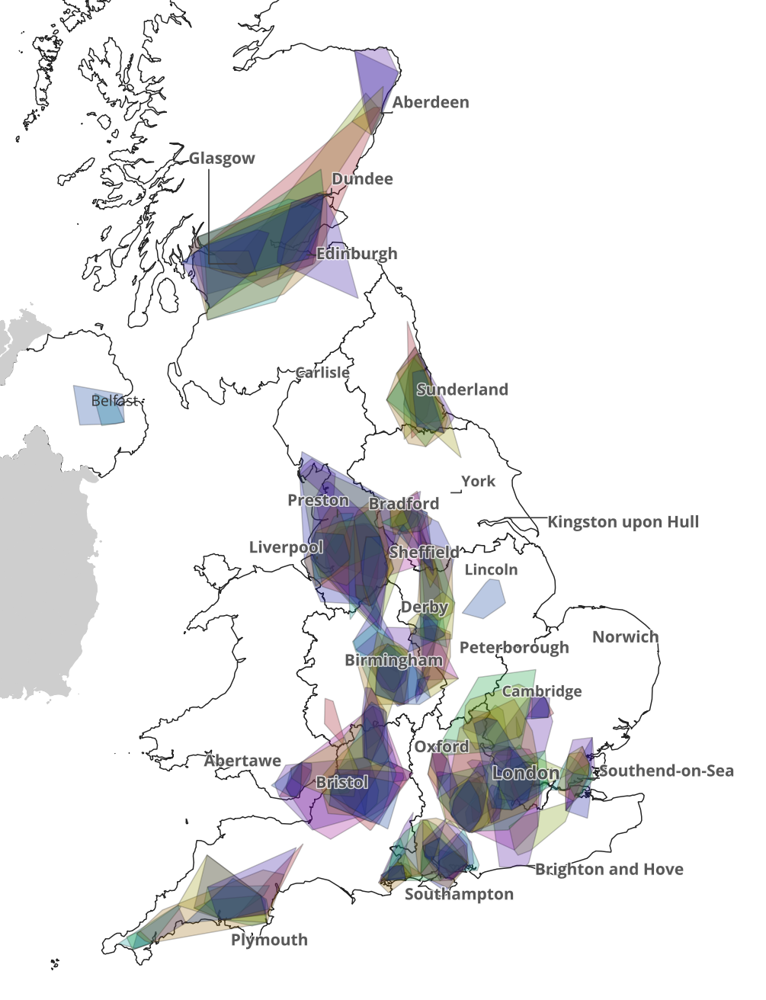 Aberdeen
Glasgow
Dundee
Edinburgh
Carlisle
Sunderland
Belfast
York
Preston
Bradford
Kingston upon Hull
Liverpool
Sheffield
Lincoln
Derby
Norwich
Peterborough
Birmingham
Cambridge
Oxford
Abertawe
Southend-on-Sea
London
Bristol
Brighton and Hove
Southampton
Plymouth